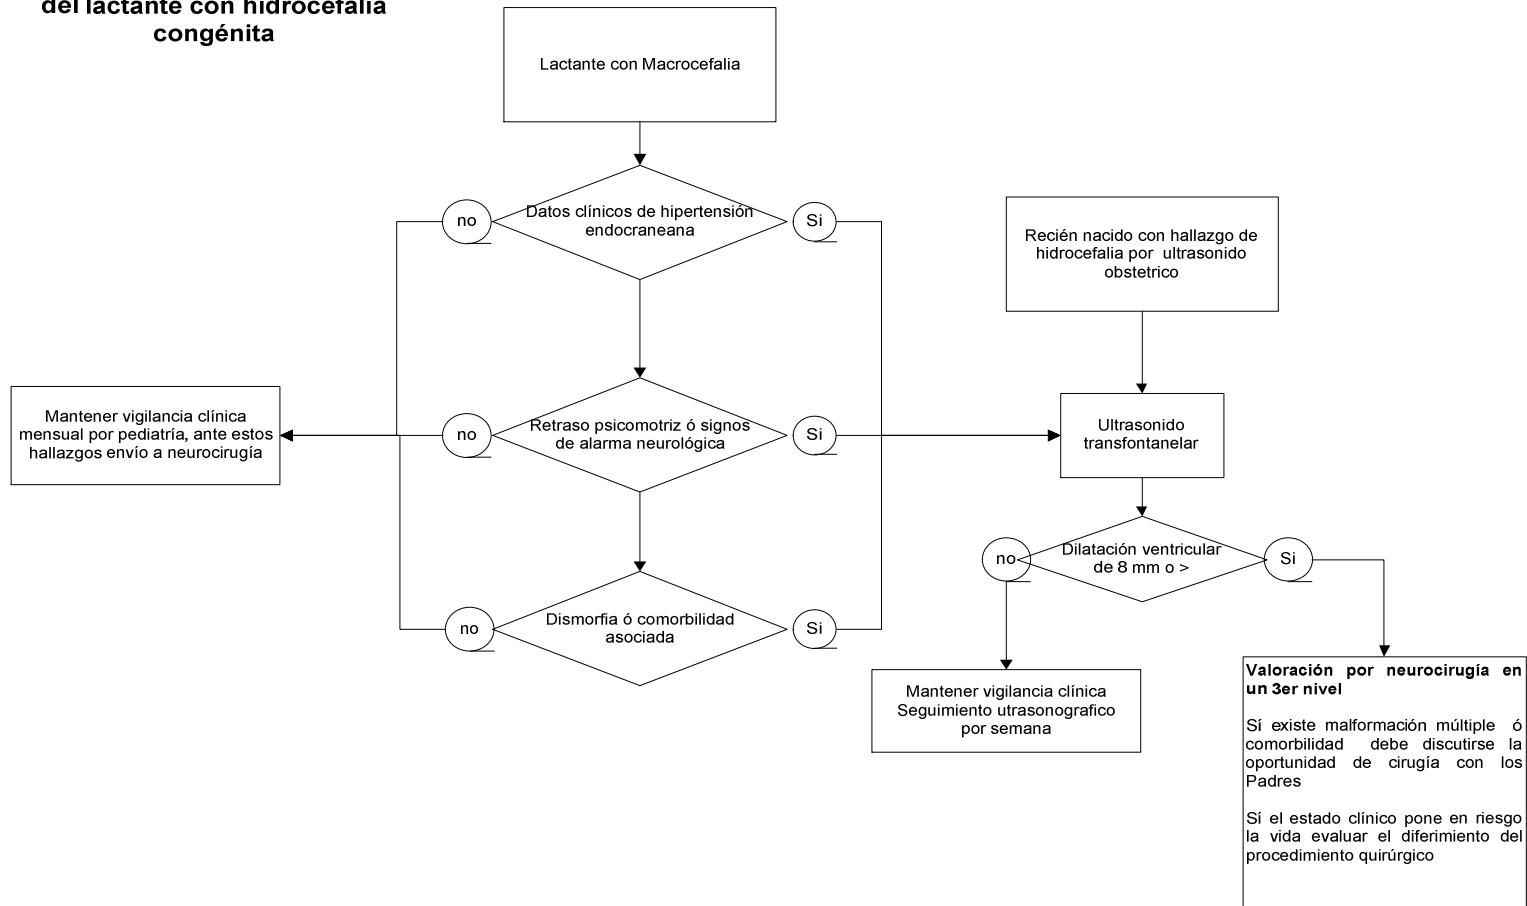 del lactante con hidrocefalia
congénita
Lactante con Macrocefalia
no
Datos clínicos de hipertensión
endocraneana
Si
Recién nacido con hallazgo de
hidrocefalia por ultrasonido
obstetrico
Mantener vigilancia clínica
mensual por pediatría, ante estos
hallazgos envío a neurocirugía
no
Retraso psicomotriz ó signos
de alarma neurológica
Si
Ultrasonido
transfontanelar
no
Dilatación ventricular
de 8 mm o >
Si
no
Dismorfia ó comorbilidad
asociada
Si
Mantener vigilancia clínica
Seguimiento utrasonografico
por semana
Valoración por neurocirugía en
un 3er nivel
Sí existe malformación múltiple ó
comorbilidad debe discutirse la
oportunidad de cirugía con los
Padres
Sí el estado clínico pone en riesgo
la vida evaluar el diferimiento del
procedimiento quirúrgico